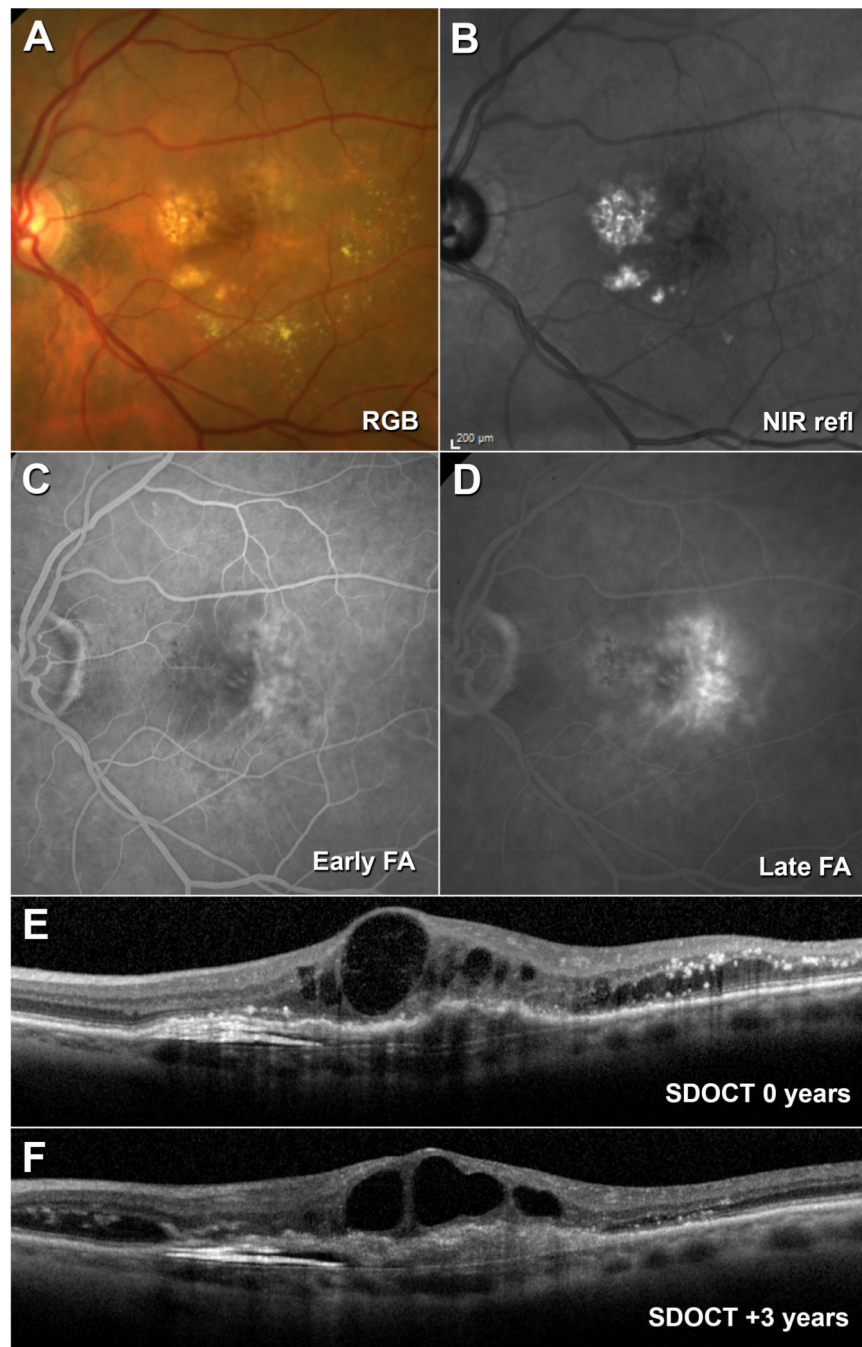 A
RGB
B
200 µm
NIR refl
C
Early FA
D
Late FA
E
SDOCT 0 years
F
SDOCT +3 years